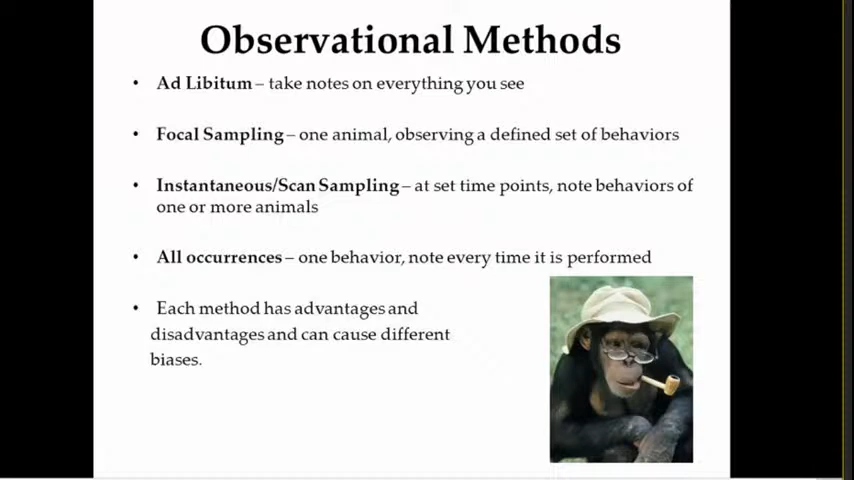 Observational Methods
• Ad Libitum – take notes on everything you see
• Focal Sampling – one animal, observing a defined set of behaviors
• Instantaneous/Scan Sampling – at set time points, note behaviors of
one or more animals
• All occurrences – one behavior, note every time it is performed
• Each method has advantages and
disadvantages and can cause different
biases.